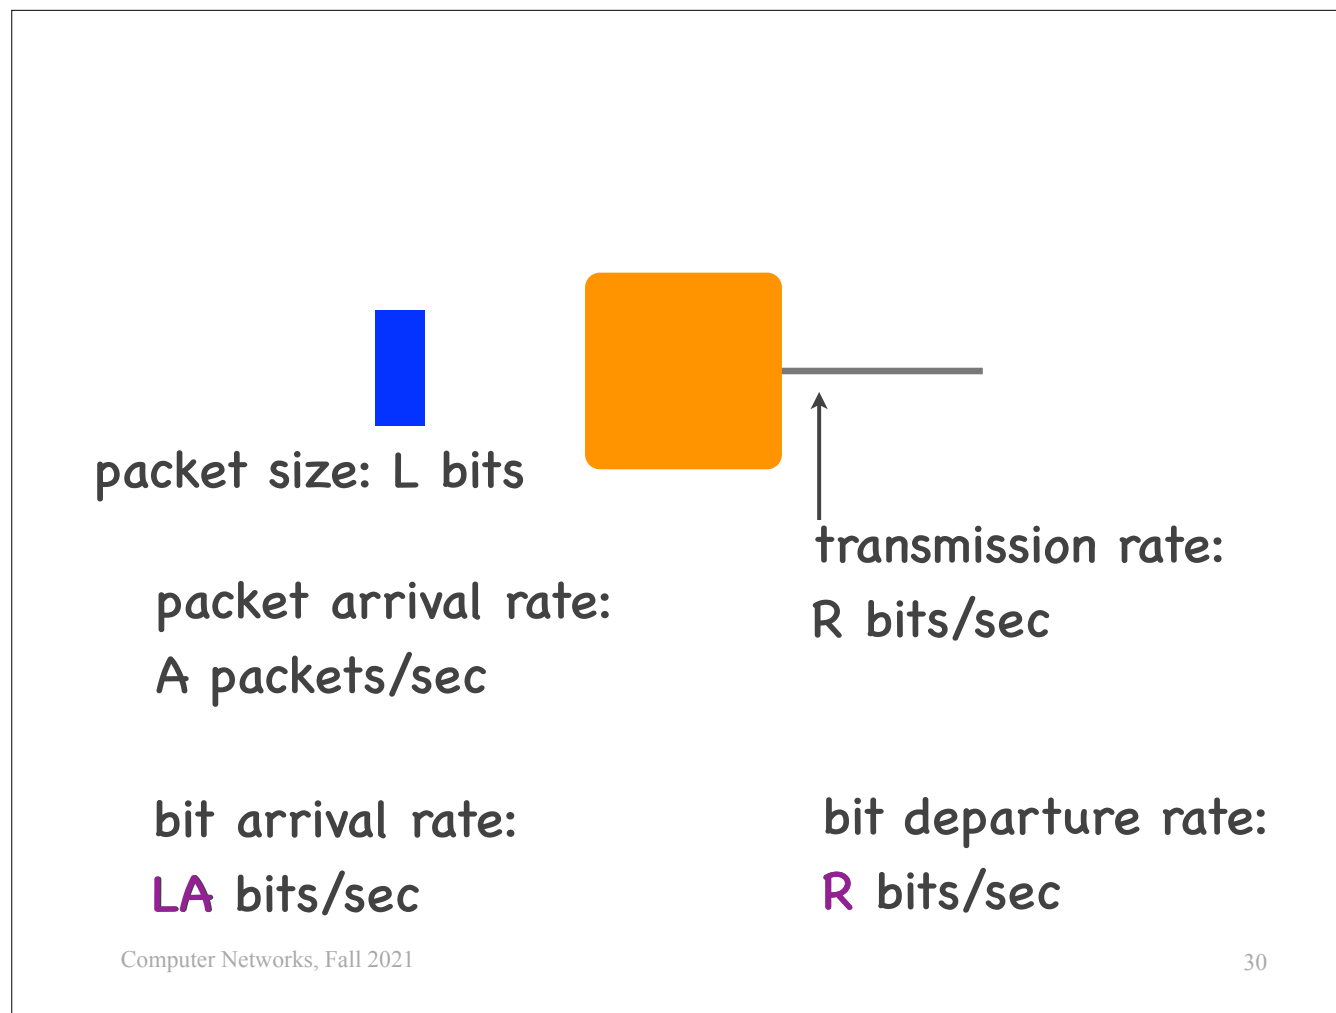 packet size: L bits
transmission rate:
R bits/sec
packet arrival rate:
A packets/sec
bit arrival rate:
LA bits/sec
bit departure rate:
R bits/sec
Computer Networks, Fall 2021
30